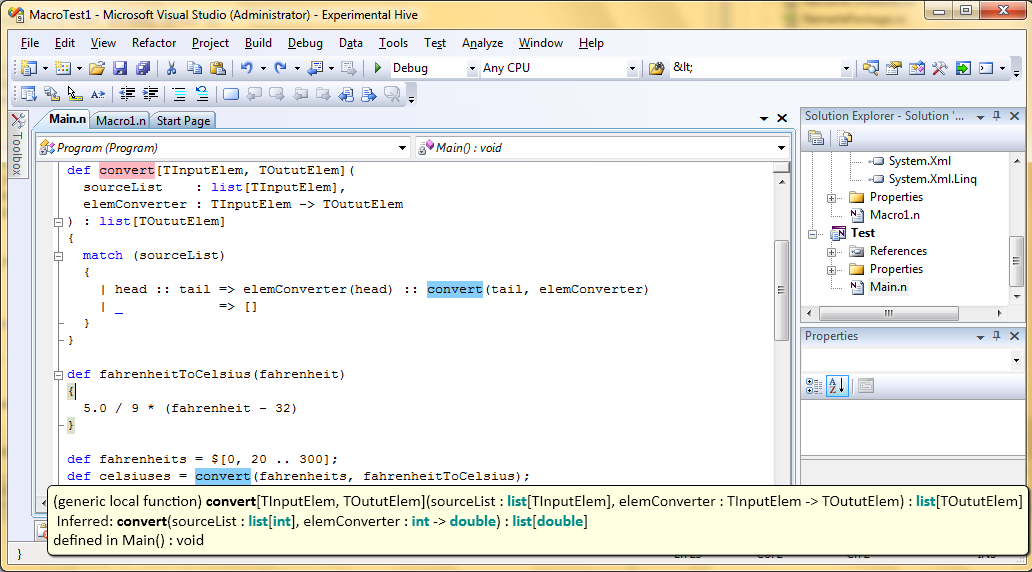 MacroTest1 - Microsoft Visual Studio (Administrator) - Experimental Hive
File Edit View Refactor Project Build Debug Data Tools Test Analyze Window Help
Debug Any CPU &lt;
Main.n Macro1.n Start Page
Toolbox
Program (Program) Main() : void
def convert[TInputElem, TOututElem](
sourceList : list[TInputElem],
elemConverter : TInputElem -> TOututElem
) : list[TOututElem]
{
match (sourceList)
{
| head :: tail => elemConverter(head) :: convert(tail, elemConverter)
| _ => []
}
}
def fahrenheitToCelsius(fahrenheit)
{
5.0 / 9 * (fahrenheit - 32)
}
def fahrenheits = $[0, 20 .. 300];
def celsiuses = convert(fahrenheits, fahrenheitToCelsius);
(generic local function) convert[TInputElem, TOututElem](sourceList : list[TInputElem], elemConverter : TInputElem -> TOututElem) : list[TOututElem]
Inferred: convert(sourceList : list[int], elemConverter : int -> double) : list[double]
defined in Main() : void
}
Solution Explorer - Solution '...
System.Xml
System.Xml.Linq
Properties
Macro1.n
Test
References
Properties
Main.n
Properties